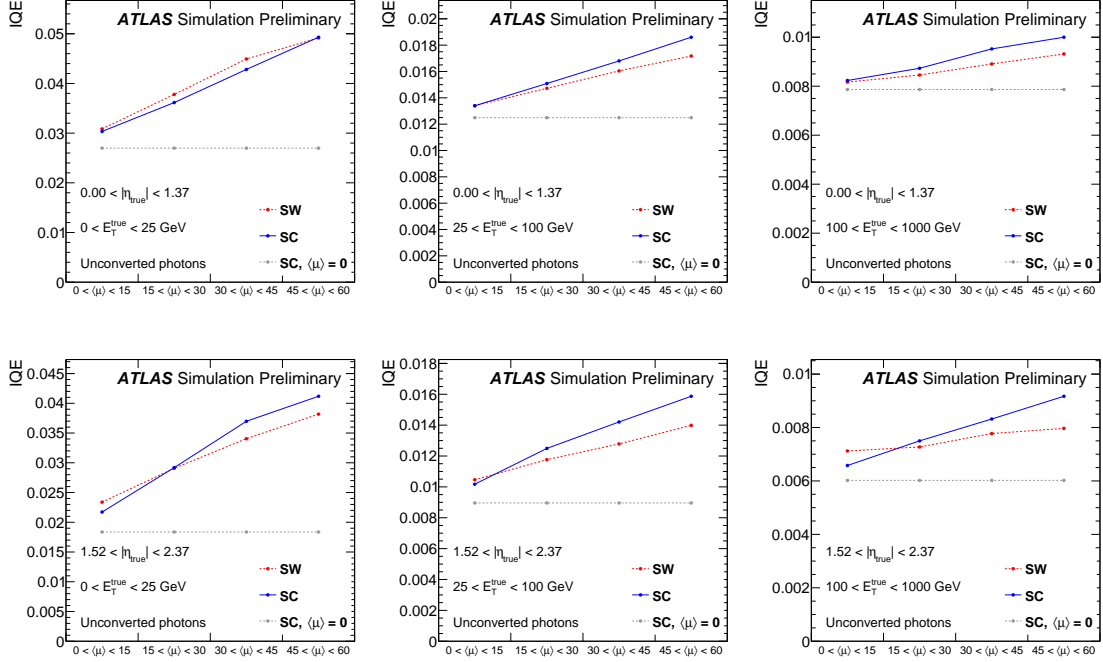 IQE
ATLAS Simulation Preliminary
0.05
0.04
0.03
0.02
0.01
0
0.00 < |η_true| < 1.37
0 < E_T^true < 25 GeV
Unconverted photons
SW
SC
SC, ⟨μ⟩ = 0
0 < ⟨μ⟩ < 15 15 < ⟨μ⟩ < 30 30 < ⟨μ⟩ < 45 45 < ⟨μ⟩ < 60
IQE
ATLAS Simulation Preliminary
0.02
0.018
0.016
0.014
0.012
0.01
0.008
0.006
0.004
0.002
0
0.00 < |η_true| < 1.37
25 < E_T^true < 100 GeV
Unconverted photons
SW
SC
SC, ⟨μ⟩ = 0
0 < ⟨μ⟩ < 15 15 < ⟨μ⟩ < 30 30 < ⟨μ⟩ < 45 45 < ⟨μ⟩ < 60
IQE
ATLAS Simulation Preliminary
0.01
0.008
0.006
0.004
0.002
0
0.00 < |η_true| < 1.37
100 < E_T^true < 1000 GeV
Unconverted photons
SW
SC
SC, ⟨μ⟩ = 0
0 < ⟨μ⟩ < 15 15 < ⟨μ⟩ < 30 30 < ⟨μ⟩ < 45 45 < ⟨μ⟩ < 60
IQE
ATLAS Simulation Preliminary
0.045
0.04
0.035
0.03
0.025
0.02
0.015
0.01
0.005
0
1.52 < |η_true| < 2.37
0 < E_T^true < 25 GeV
Unconverted photons
SW
SC
SC, ⟨μ⟩ = 0
0 < ⟨μ⟩ < 15 15 < ⟨μ⟩ < 30 30 < ⟨μ⟩ < 45 45 < ⟨μ⟩ < 60
IQE
ATLAS Simulation Preliminary
0.018
0.016
0.014
0.012
0.01
0.008
0.006
0.004
0.002
0
1.52 < |η_true| < 2.37
25 < E_T^true < 100 GeV
Unconverted photons
SW
SC
SC, ⟨μ⟩ = 0
0 < ⟨μ⟩ < 15 15 < ⟨μ⟩ < 30 30 < ⟨μ⟩ < 45 45 < ⟨μ⟩ < 60
IQE
ATLAS Simulation Preliminary
0.01
0.008
0.006
0.004
0.002
0
1.52 < |η_true| < 2.37
100 < E_T^true < 1000 GeV
Unconverted photons
SW
SC
SC, ⟨μ⟩ = 0
0 < ⟨μ⟩ < 15 15 < ⟨μ⟩ < 30 30 < ⟨μ⟩ < 45 45 < ⟨μ⟩ < 60